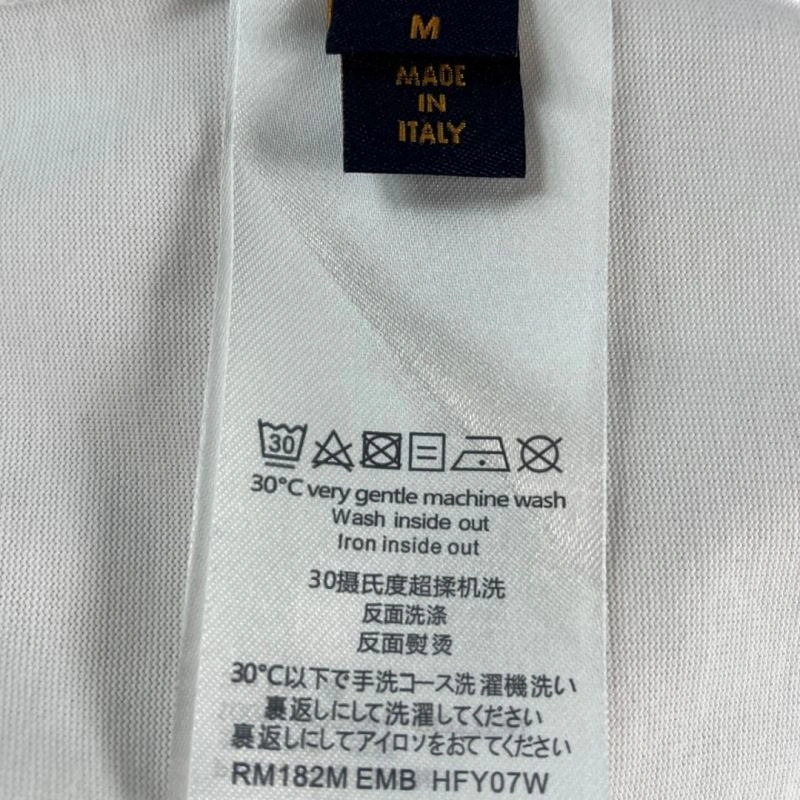 M
MADE
IN
ITALY
30
30°C very gentle machine wash
Wash inside out
Iron inside out
30摄氏度超揉机洗
反面洗涤
反面熨烫
30°C以下で手洗コース洗濯機洗い
裏返しにして洗濯してください
裏返しにしてアイロソをおててください
RM182M EMB HFY07W